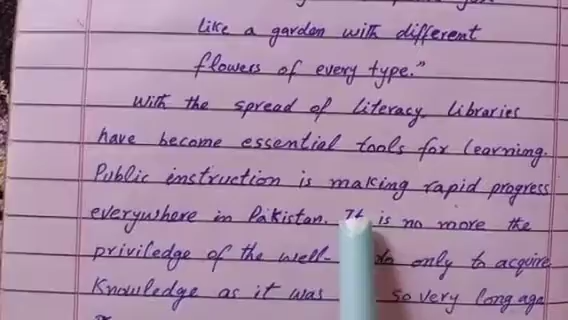 Like a garden with different
flowers of every type."
With the spread of literacy, libraries
have become essential tools for learning.
Public instruction is making rapid progress
everywhere in Pakistan. It is no more the
priviledge of the well- only to acquire
knowledge as it was so very long ago